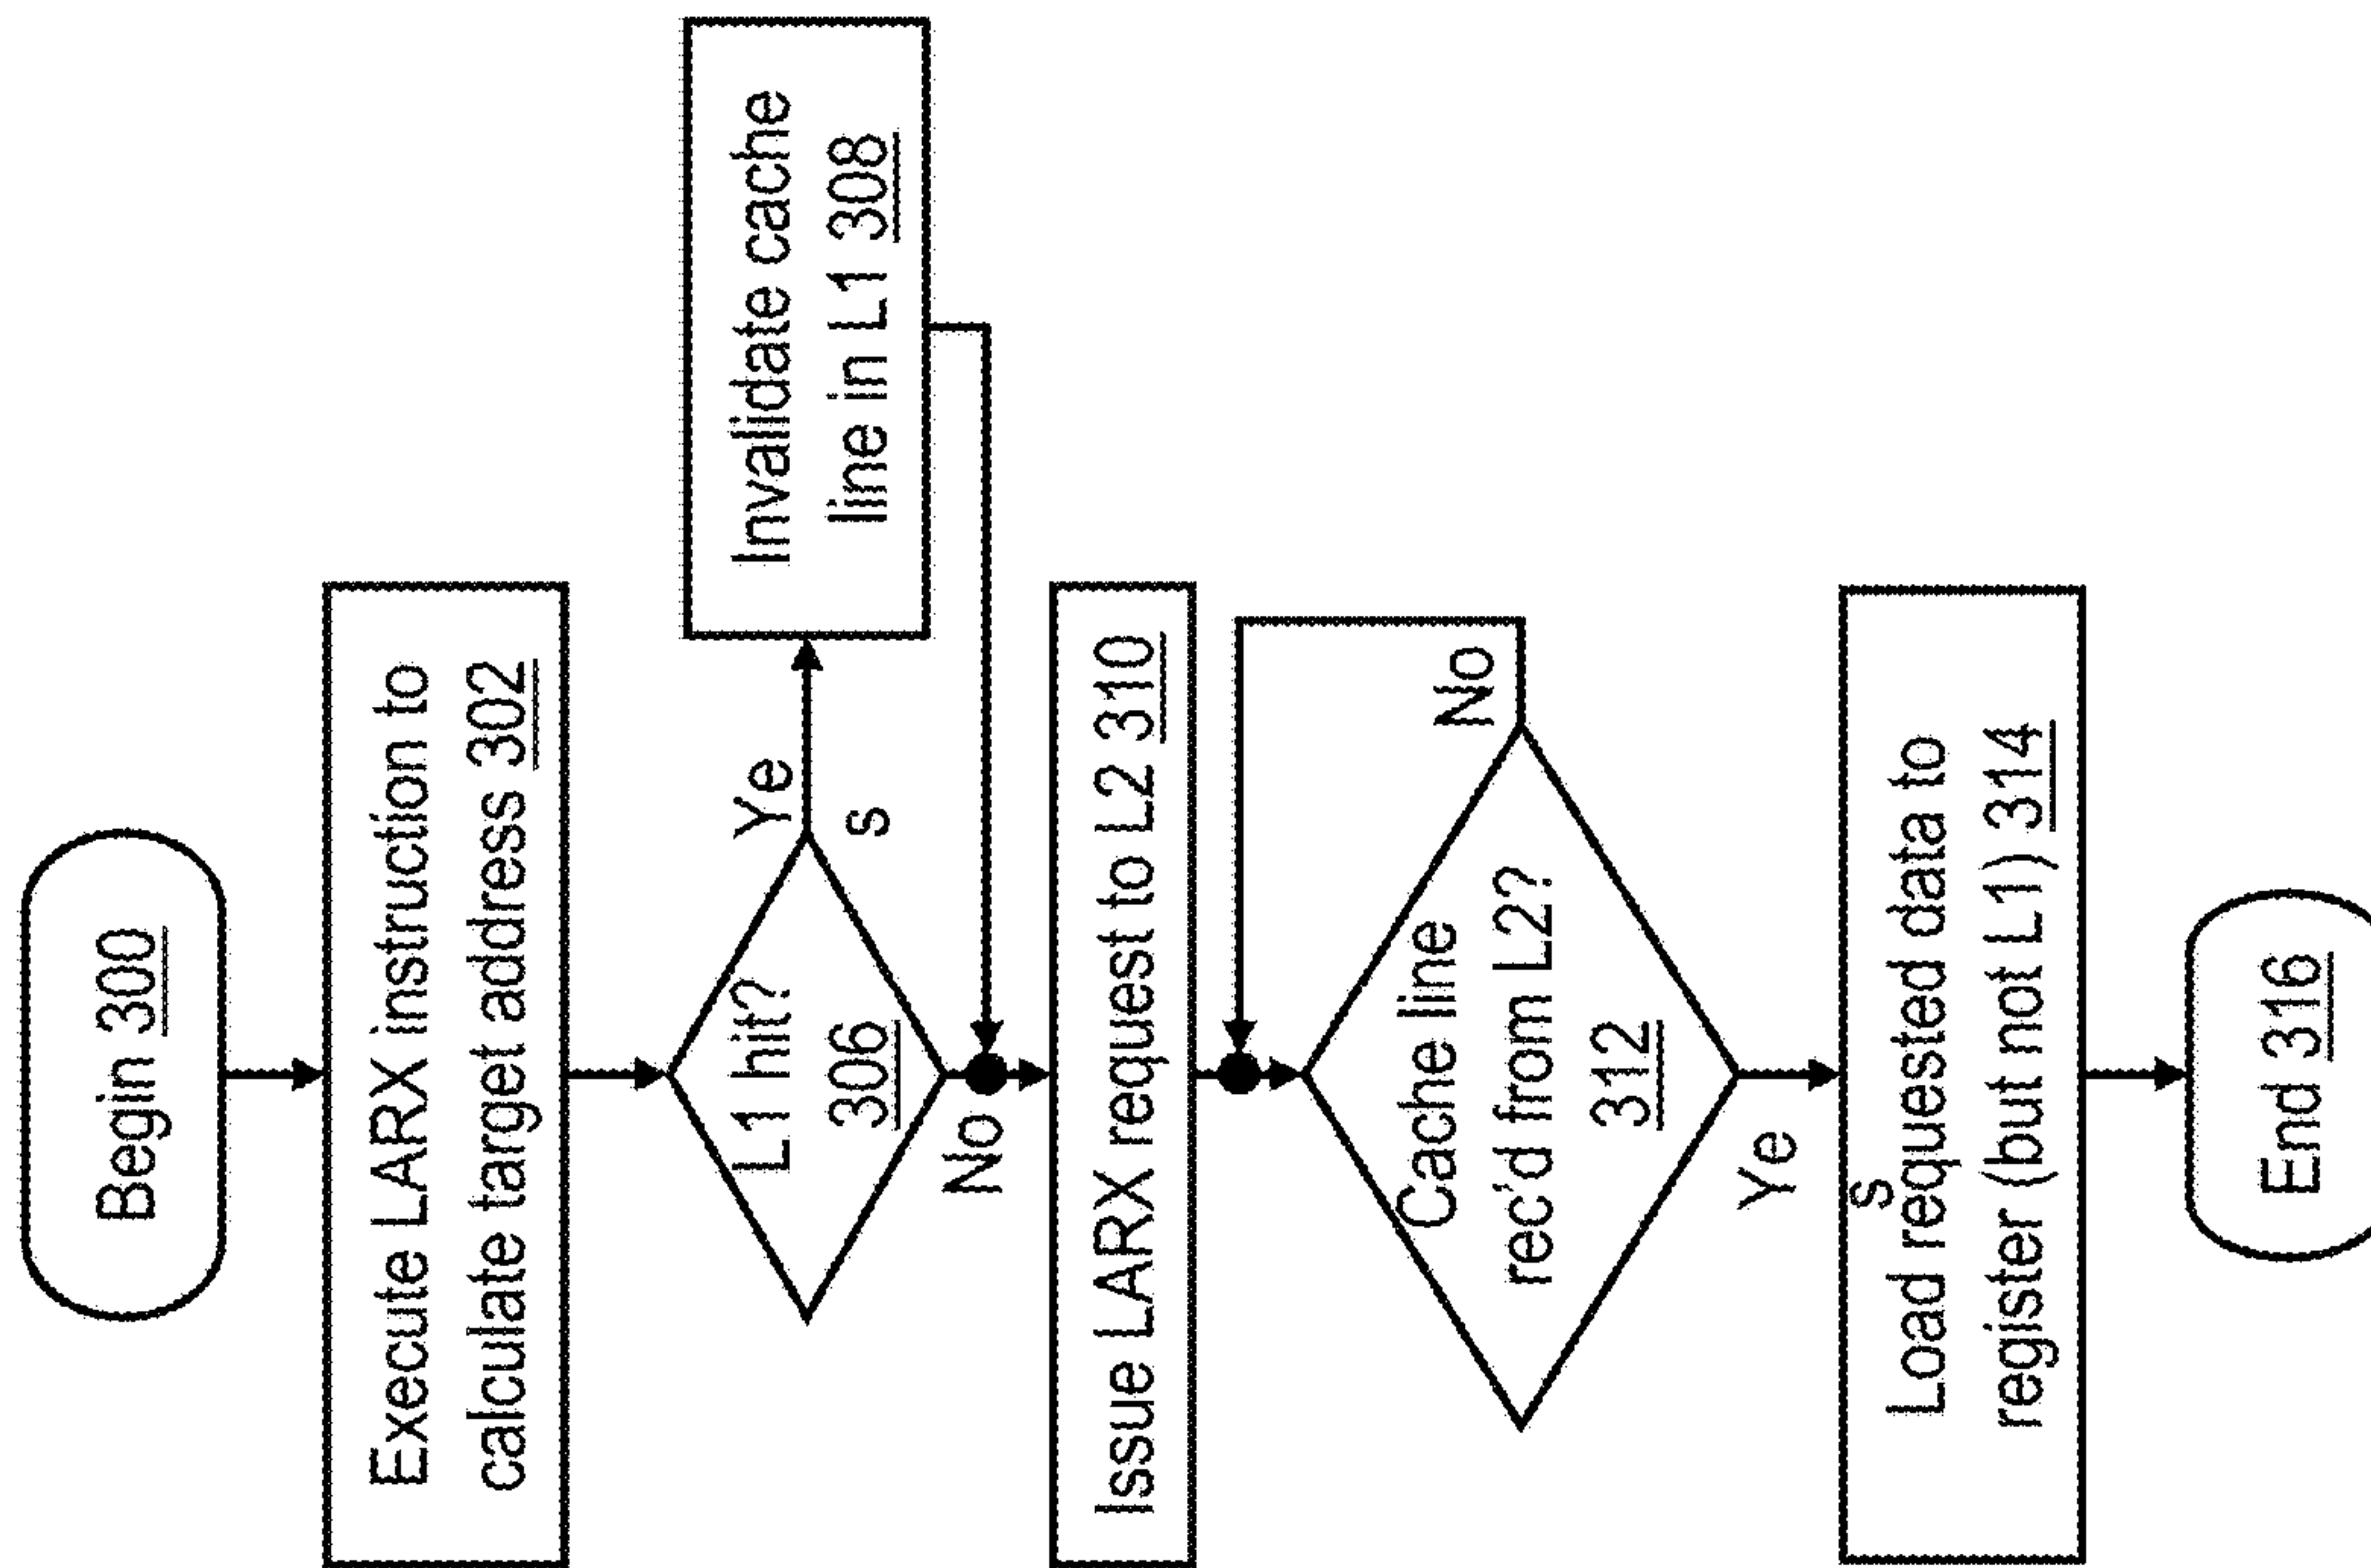 Begin 300
Execute LARX instruction to
calculate target address 302
L1 hit?
306
Ye
s
No
Invalidate cache
line in L1 308
Issue LARX request to L2 310
Cache line
rec'd from L2?
312
No
Ye
s
Load requested data to
register (but not L1) 314
End 316